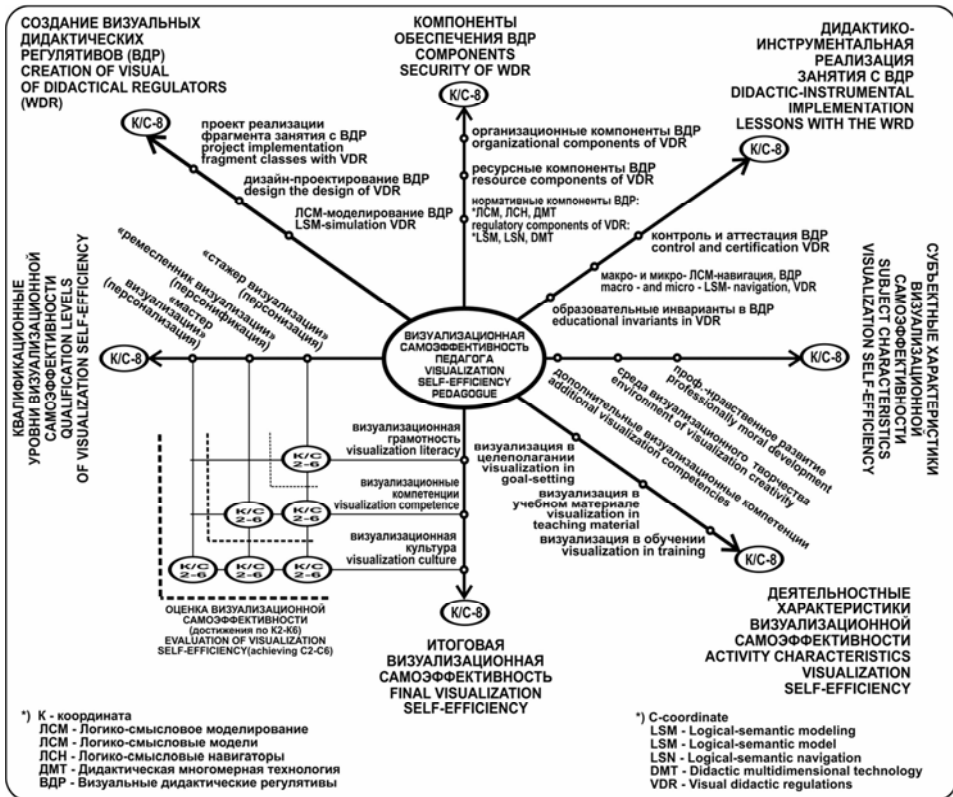 СОЗДАНИЕ ВИЗУАЛЬНЫХ
ДИДАКТИЧЕСКИХ
РЕГУЛЯТИВОВ (ВДР)
CREATION OF VISUAL
OF DIDACTICAL REGULATORS
(WDR)
К/С-8
проект реализации
фрагмента занятия с ВДР
project implementation
fragment classes with VDR
дизайн-проектирование ВДР
design the design of VDR
ЛСМ-моделирование ВДР
LSM-simulation VDR
КОМПОНЕНТЫ
ОБЕСПЕЧЕНИЯ ВДР
COMPONENTS
SECURITY OF WDR
К/С-8
организационные компоненты ВДР
organizational components of VDR
ресурсные компоненты ВДР
resource components of VDR
нормативные компоненты ВДР:
*ЛСМ, ЛСН, ДМТ
regulatory components of VDR:
*LSM, LSN, DMT
ДИДАКТИКО-
ИНСТРУМЕНТАЛЬНАЯ
РЕАЛИЗАЦИЯ
ЗАНЯТИЯ С ВДР
DIDACTIC-INSTRUMENTAL
IMPLEMENTATION
LESSONS WITH THE WRD
К/С-8
контроль и аттестация ВДР
control and certification VDR
макро- и микро- ЛСМ-навигация, ВДР
macro - and micro - LSM- navigation, VDR
образовательные инварианты в ВДР
educational invariants in VDR
КВАЛИФИКАЦИОННЫЕ
УРОВНИ ВИЗУАЛИЗАЦИОННОЙ
САМОЭФФЕКТИВНОСТИ
QUALIFICATION LEVELS
OF VISUALIZATION SELF-EFFICIENCY
К/С-8
«стажер визуализации»
(персонизация)
«ремесленник визуализации»
(персонификация)
«мастер
визуализации»
(персонализация)
ВИЗУАЛИЗАЦИОННАЯ
САМОЭФФЕКТИВНОСТЬ
ПЕДАГОГА
VISUALIZATION
SELF-EFFICIENCY
PEDAGOGUE
К/С-8
проф.-нравственное развитие
professionally moral development
среда визуализационного творчества
environment of visualization creativity
дополнительные визуализационные компетенции
additional visualization competencies
СУБЪЕКТНЫЕ ХАРАКТЕРИСТИКИ
ВИЗУАЛИЗАЦИОННОЙ
САМОЭФФЕКТИВНОСТИ
SUBJECT CHARACTERISTICS
VISUALIZATION SELF-EFFICIENCY
визуализационная
грамотность
visualization literacy
визуализационные
компетенции
visualization competence
визуализационная
культура
visualization culture
К/С
2-6
К/С
2-6
К/С
2-6
К/С
2-6
К/С
2-6
К/С
2-6
визуализация в
целеполагании
visualization in
goal-setting
визуализация в
учебном материале
visualization in
teaching material
визуализация в обучении
visualization in training
К/С-8
К/С-8
ОЦЕНКА ВИЗУАЛИЗАЦИОННОЙ
САМОЭФФЕКТИВНОСТИ
(достижения по К2-К6)
EVALUATION OF VISUALIZATION
SELF-EFFICIENCY(achieving C2-C6)
ИТОГОВАЯ
ВИЗУАЛИЗАЦИОННАЯ
САМОЭФФЕКТИВНОСТЬ
FINAL VISUALIZATION
SELF-EFFICIENCY
ДЕЯТЕЛЬНОСТНЫЕ
ХАРАКТЕРИСТИКИ
ВИЗУАЛИЗАЦИОННОЙ
САМОЭФФЕКТИВНОСТИ
ACTIVITY CHARACTERISTICS
VISUALIZATION
SELF-EFFICIENCY
*) К - координата
ЛСМ - Логико-смысловое моделирование
ЛСМ - Логико-смысловые модели
ЛСН - Логико-смысловые навигаторы
ДМТ - Дидактическая многомерная технология
ВДР - Визуальные дидактические регулятивы
*) C-coordinate
LSM - Logical-semantic modeling
LSM - Logical-semantic model
LSN - Logical-semantic navigation
DMT - Didactic multidimensional technology
VDR - Visual didactic regulations